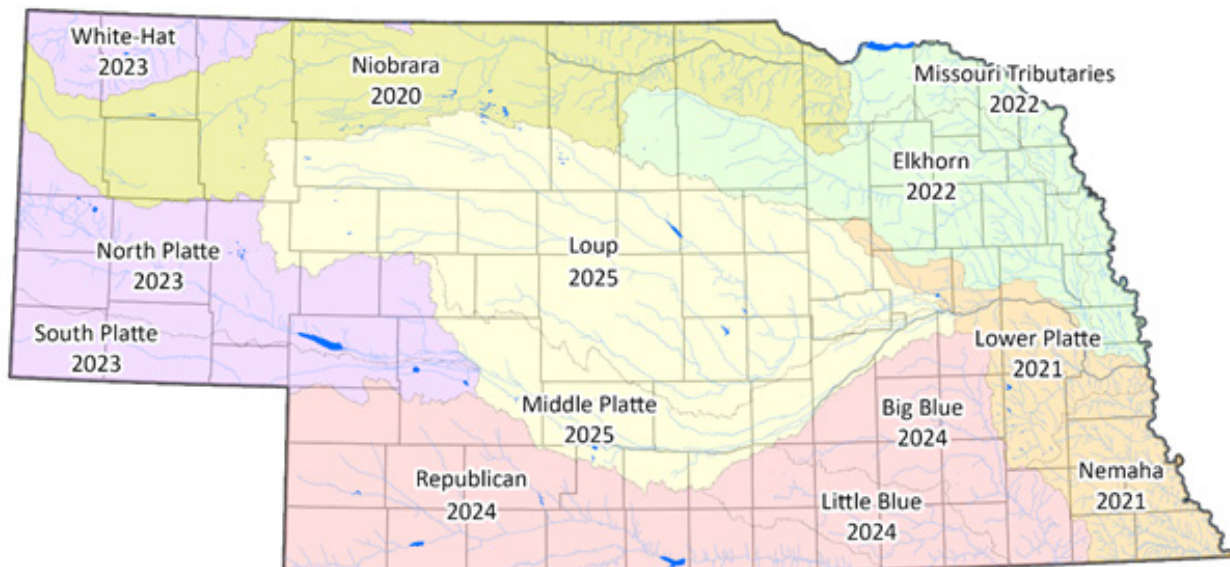 White-Hat
2023
Niobrara
2020
Missouri Tributaries
2022
Elkhorn
2022
North Platte
2023
Loup
2025
South Platte
2023
Lower Platte
2021
Middle Platte
2025
Big Blue
2024
Republican
2024
Nemaha
2021
Little Blue
2024